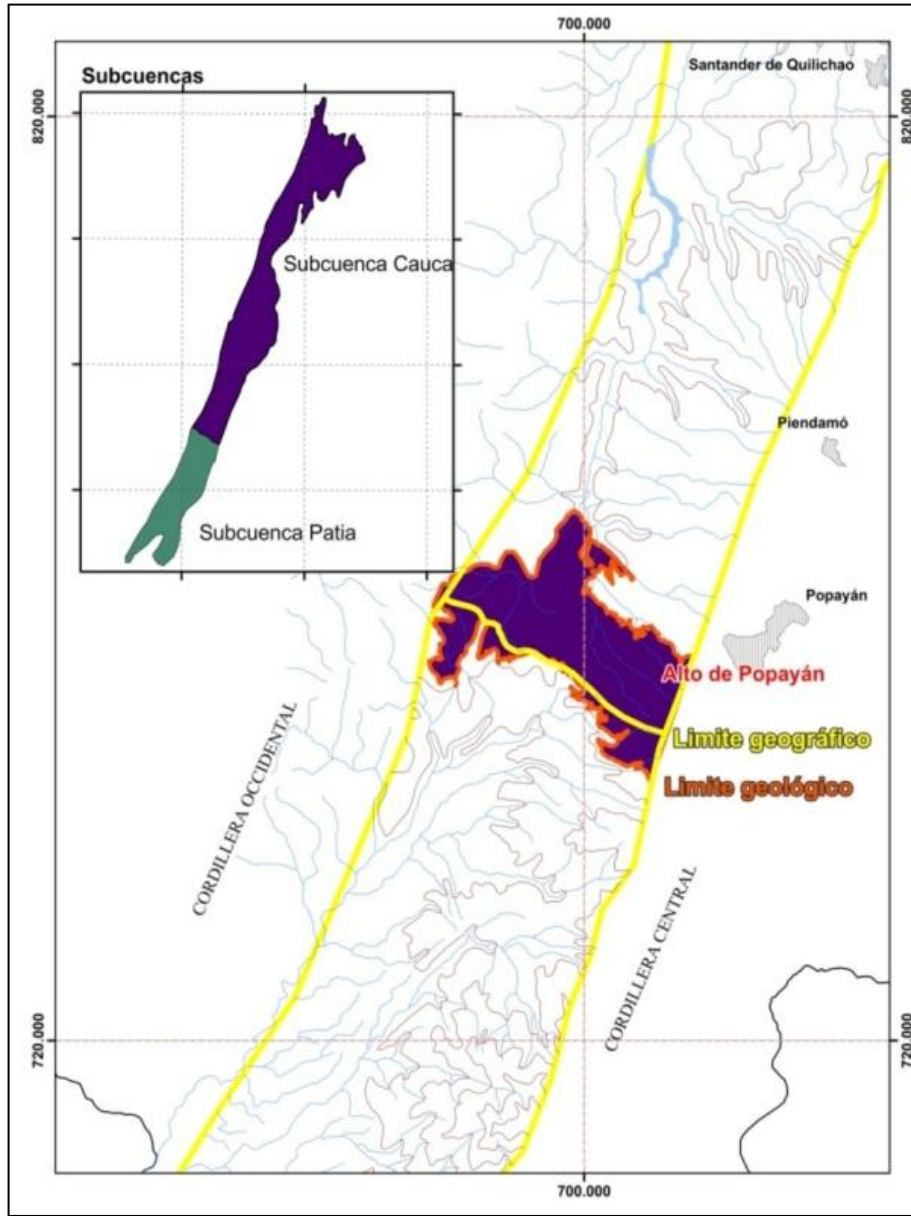 700.000
Subcuencas
Santander de Quilichao
820.000
820.000
Subcuenca Cauca
Subcuenca Patia
Piendamó
Popayán
Alto de Popayán
Limite geográfico
Limite geológico
CORDILLERA OCCIDENTAL
CORDILLERA CENTRAL
720.000
720.000
700.000